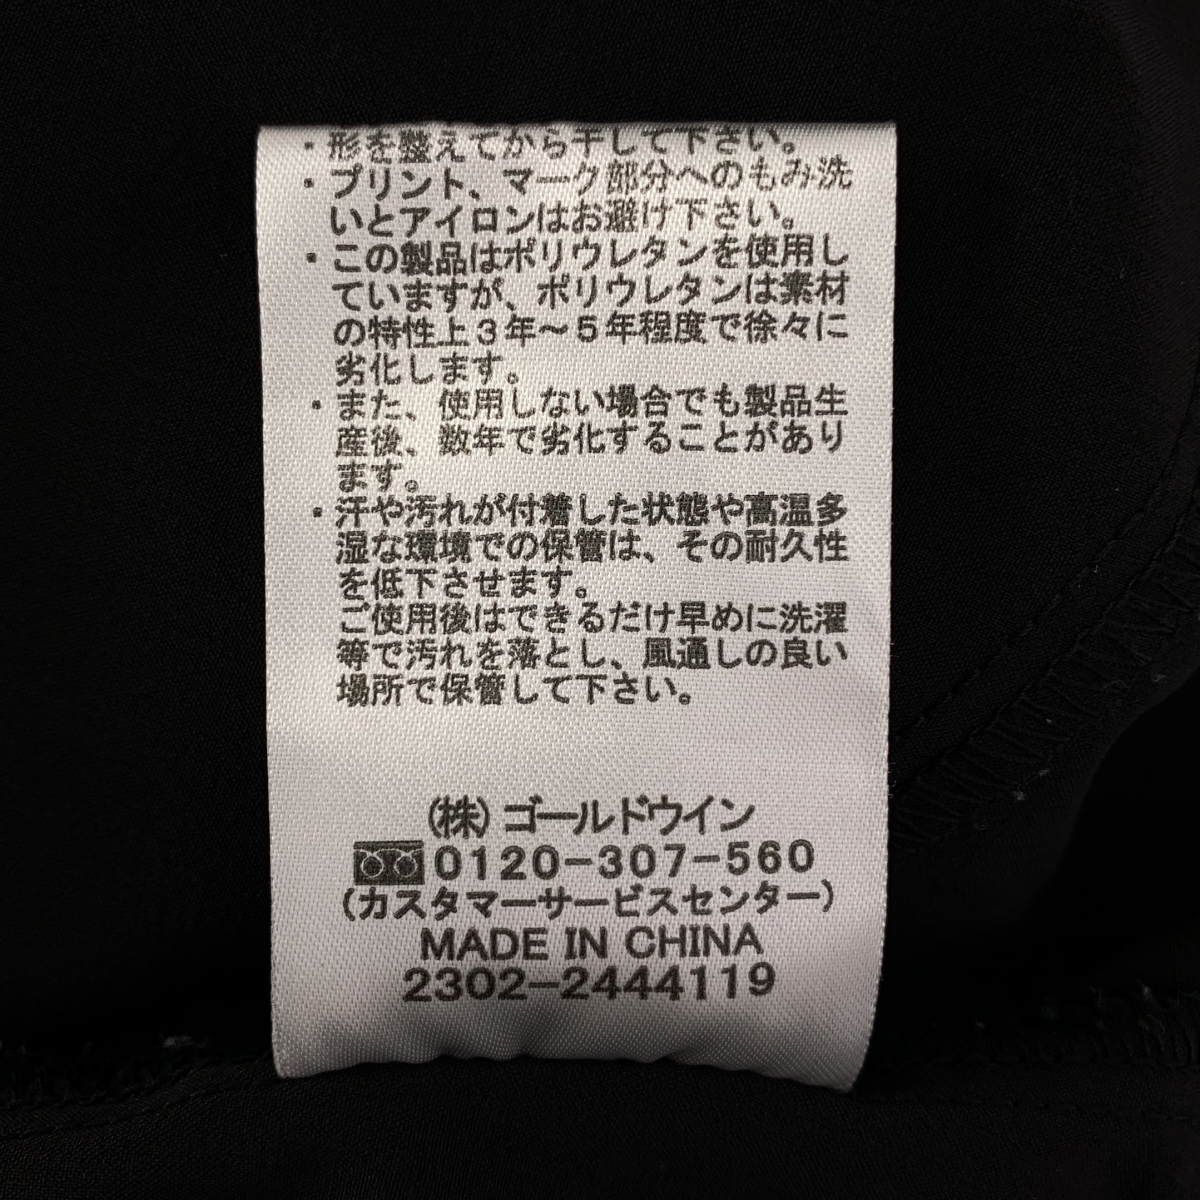 ・形を整えてから干して下さい。
・プリント、マーク部分へのもみ洗
いとアイロンはお避け下さい。
・この製品はポリウレタンを使用し
ていますが、ポリウレタンは素材
の特性上3年〜5年程度で徐々に
劣化します。
・また、使用しない場合でも製品生
産後、数年で劣化することがあり
ます。
・汗や汚れが付着した状態や高温多
湿な環境での保管は、その耐久性
を低下させます。
ご使用後はできるだけ早めに洗濯
等で汚れを落とし、風通しの良い
場所で保管して下さい。
(株)ゴールドウイン
0120-307-560
(カスタマーサービスセンター)
MADE IN CHINA
2302-2444119